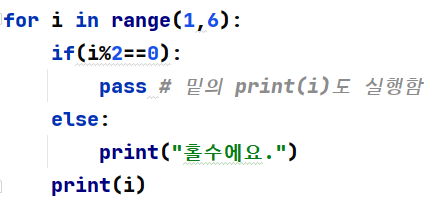 for i in range(1,6):
    if(i%2==0):
        pass # 밑의 print(i)도 실행함
    else:
        print("홀수에요.")
    print(i)